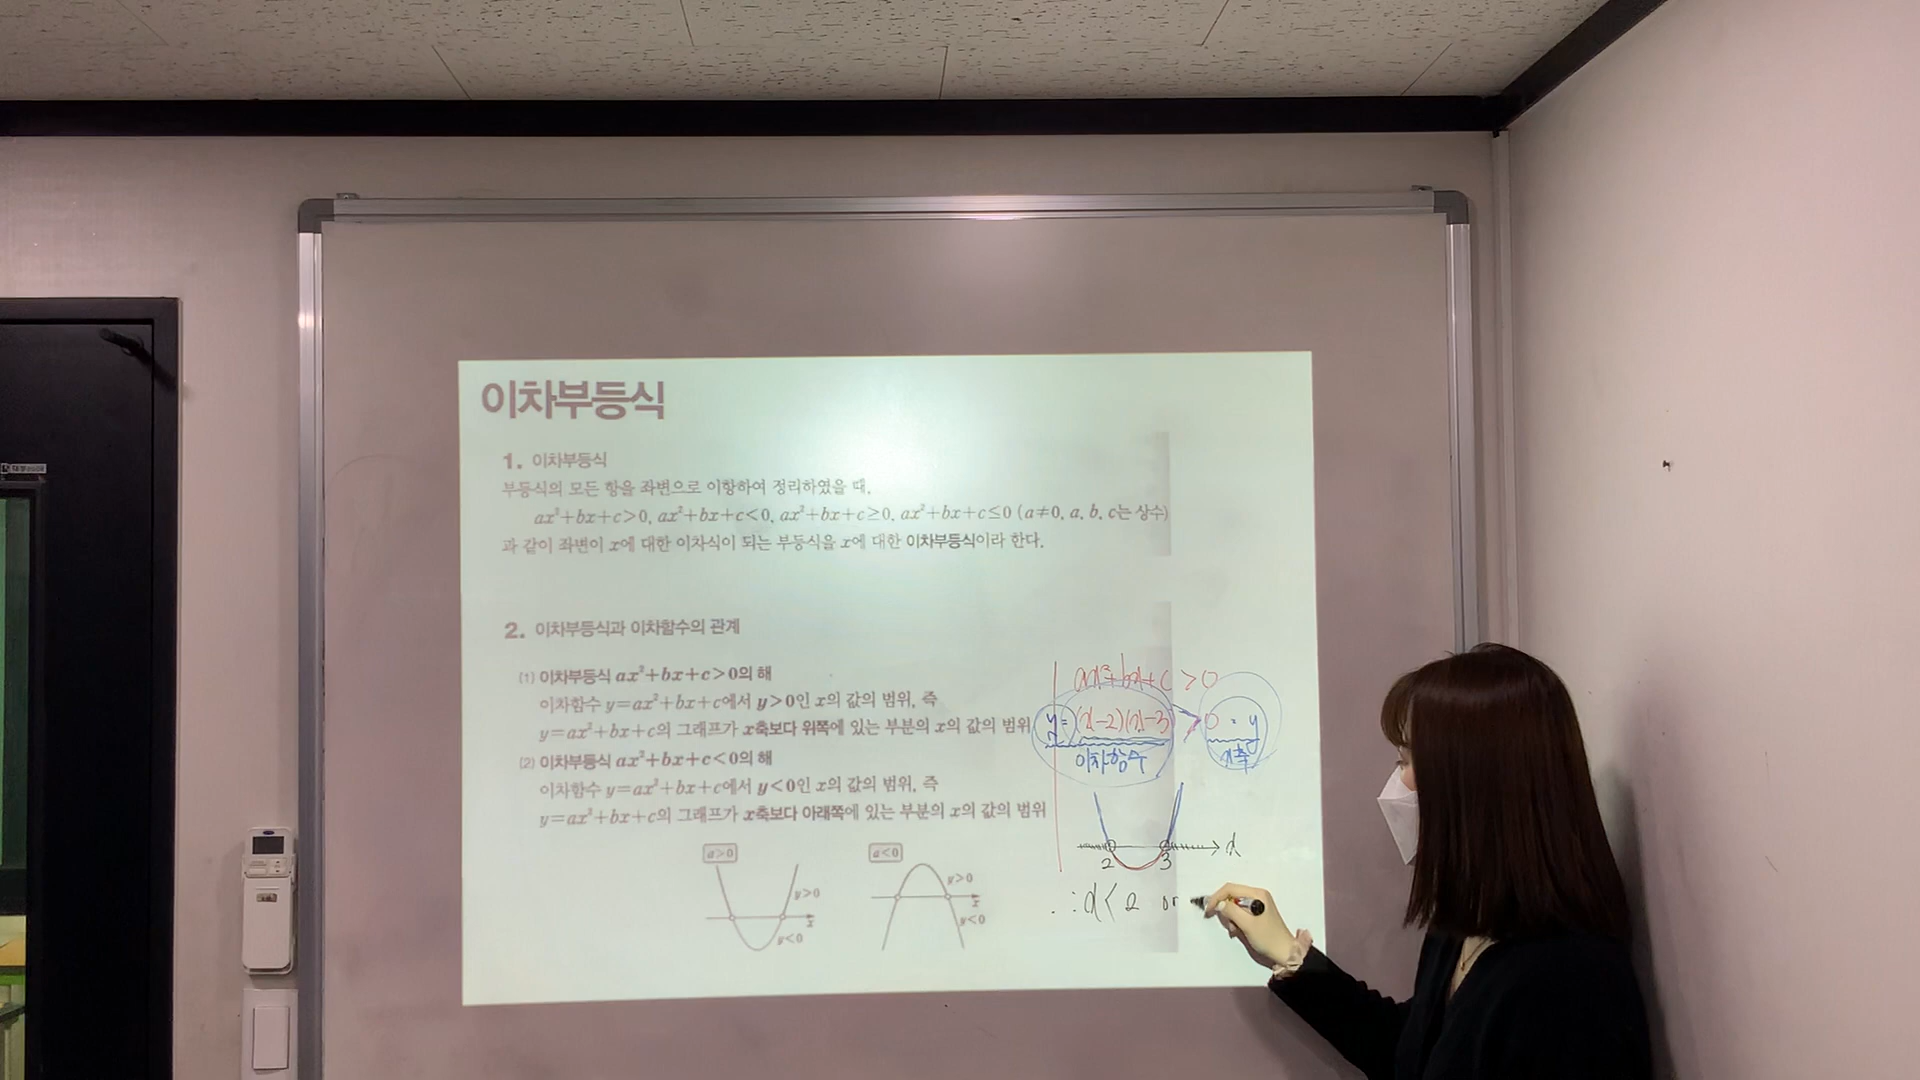 이차부등식
1. 이차부등식
부등식의 모든 항을 좌변으로 이항하여 정리하였을 때,
ax²+bx+c>0, ax²+bx+c<0, ax²+bx+c≥0, ax²+bx+c≤0 (a≠0, a, b, c는 상수)
과 같이 좌변이 x에 대한 이차식이 되는 부등식을 x에 대한 이차부등식이라 한다.
2. 이차부등식과 이차함수의 관계
(1) 이차부등식 ax²+bx+c>0의 해
이차함수 y=ax²+bx+c에서 y>0인 x의 값의 범위, 즉
y=ax²+bx+c의 그래프가 x축보다 위쪽에 있는 부분의 x의 값의 범위
(2) 이차부등식 ax²+bx+c<0의 해
이차함수 y=ax²+bx+c에서 y<0인 x의 값의 범위, 즉
y=ax²+bx+c의 그래프가 x축보다 아래쪽에 있는 부분의 x의 값의 범위
a>0
y>0
x
y<0
a<0
y>0
x
y<0
ax²+bx+c >0
y= (x-2)(x-3) > 0 = y
이차함수 x축
2 3 x
∴ x < 2 or